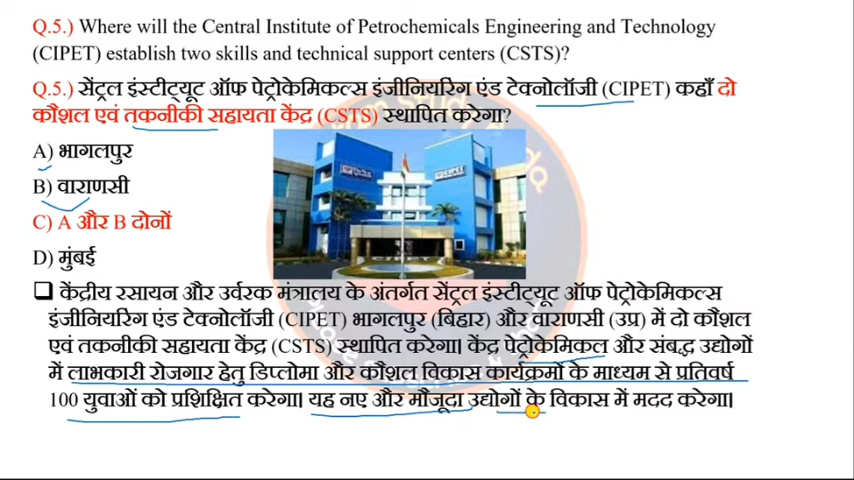 Q.5.) Where will the Central Institute of Petrochemicals Engineering and Technology
(CIPET) establish two skills and technical support centers (CSTS)?
Q.5.) सेंट्रल इंस्टीट्यूट ऑफ पेट्रोकेमिकल्स इंजीनियरिंग एंड टेक्नोलॉजी (CIPET) कहाँ दो
कौशल एवं तकनीकी सहायता केंद्र (CSTS) स्थापित करेगा?
A) भागलपुर
B) वाराणसी
C) A और B दोनों
D) मुंबई
केंद्रीय रसायन और उर्वरक मंत्रालय के अंतर्गत सेंट्रल इंस्टीट्यूट ऑफ पेट्रोकेमिकल्स
इंजीनियरिंग एंड टेक्नोलॉजी (CIPET) भागलपुर (बिहार) और वाराणसी (उप्र) में दो कौशल
एवं तकनीकी सहायता केंद्र (CSTS) स्थापित करेगा। केंद्र पेट्रोकेमिकल और संबद्ध उद्योगों
में लाभकारी रोजगार हेतु डिप्लोमा और कौशल विकास कार्यक्रमों के माध्यम से प्रतिवर्ष
100 युवाओं को प्रशिक्षित करेगा। यह नए और मौजूदा उद्योगों के विकास में मदद करेगा।